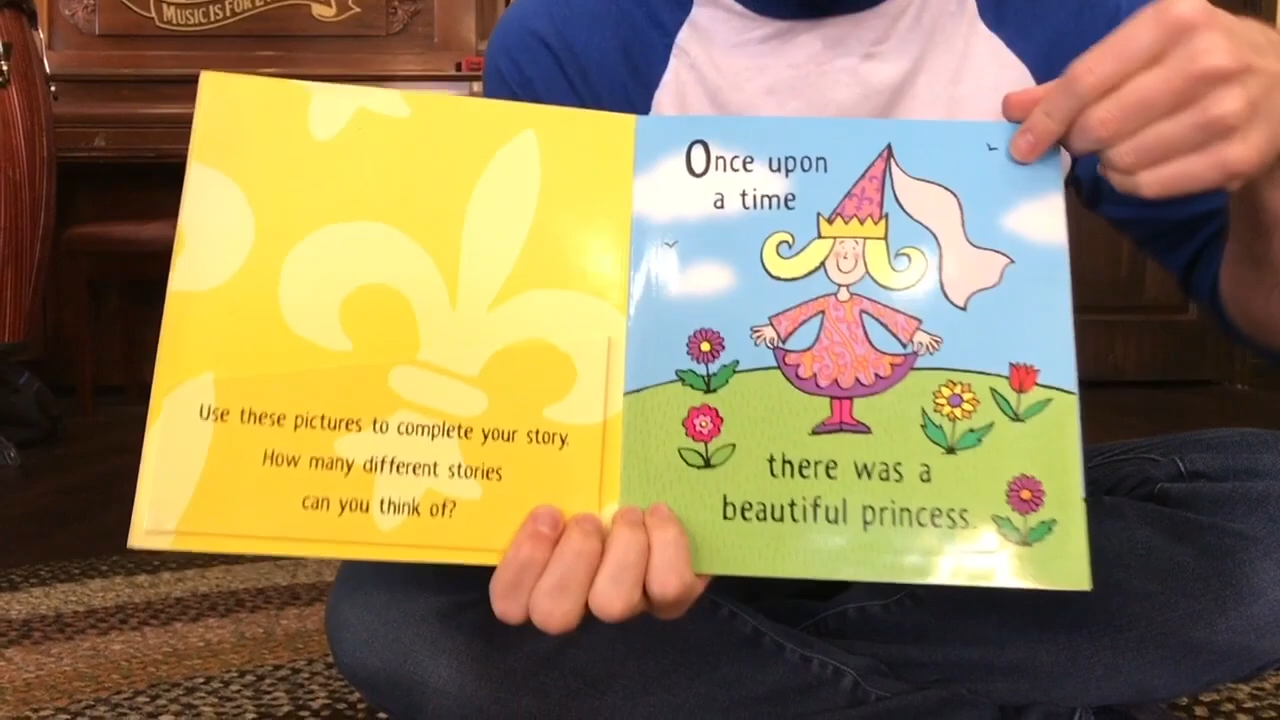 MUSIC IS FOR
Use these pictures to complete your story.
How many different stories
can you think of?
Once upon
a time
there was a
beautiful princess.